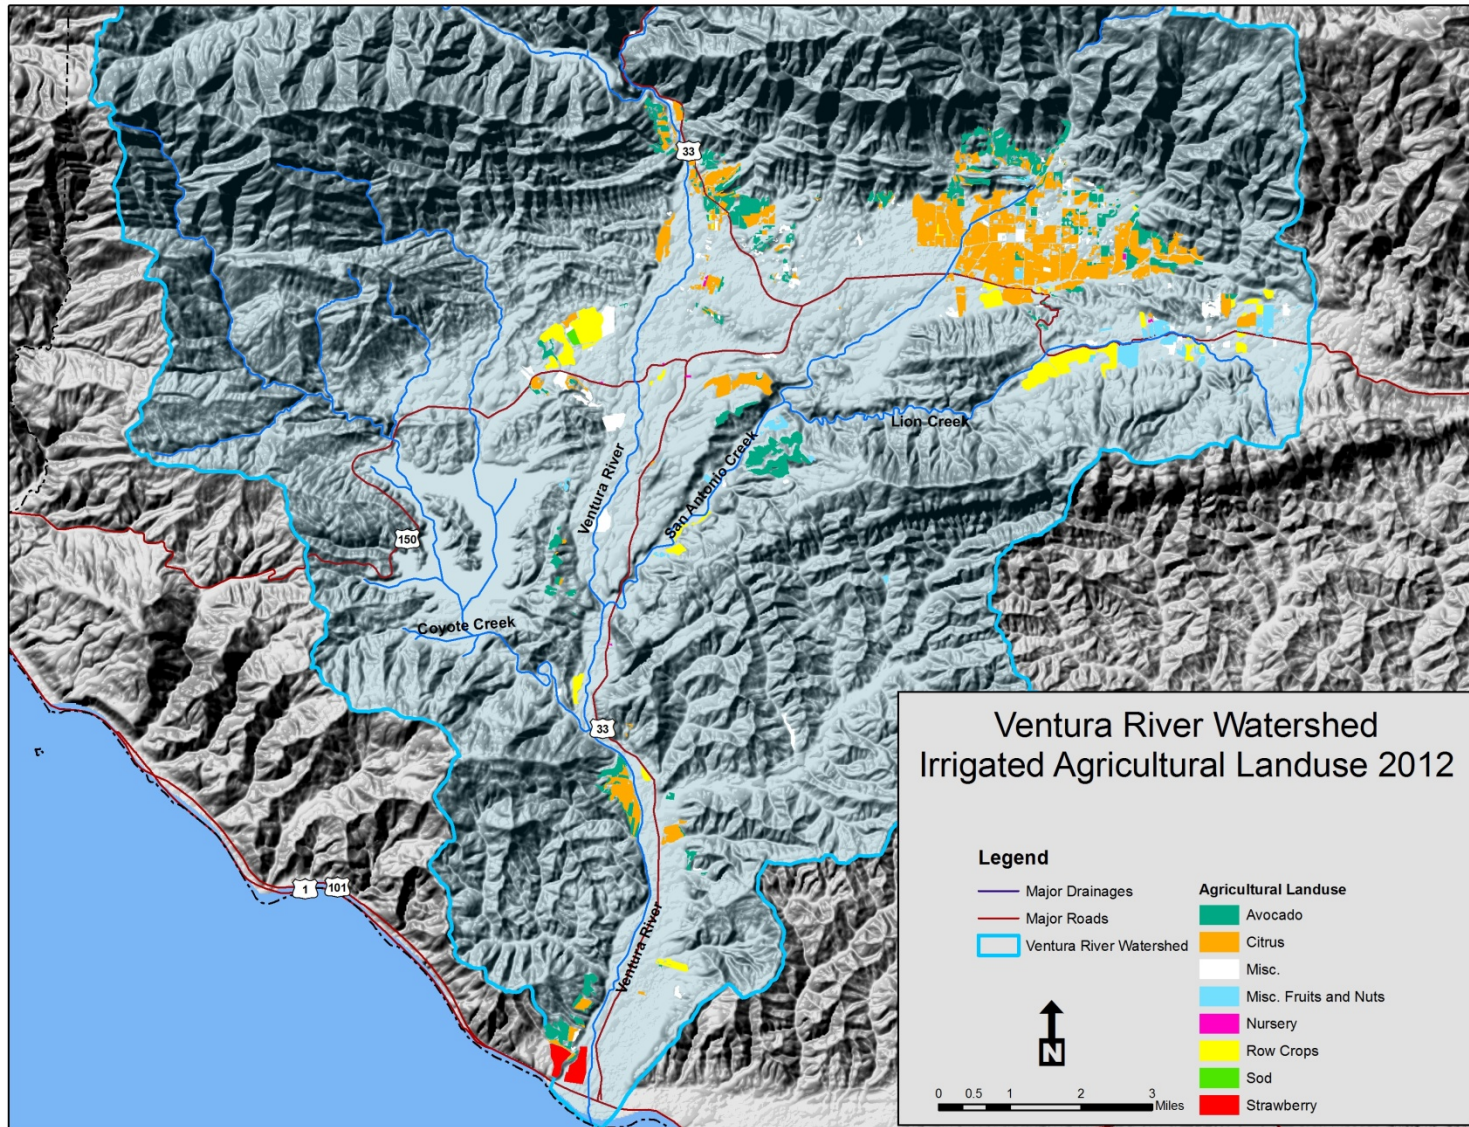 33
Ventura River
San Antonio Creek
Lion Creek
150
Coyote Creek
33
1
101
Ventura River
Ventura River Watershed
Irrigated Agricultural Landuse 2012
Legend
Major Drainages
Major Roads
Ventura River Watershed
Agricultural Landuse
Avocado
Citrus
Misc.
Misc. Fruits and Nuts
Nursery
Row Crops
Sod
Strawberry
N
0 0.5 1 2 3
Miles